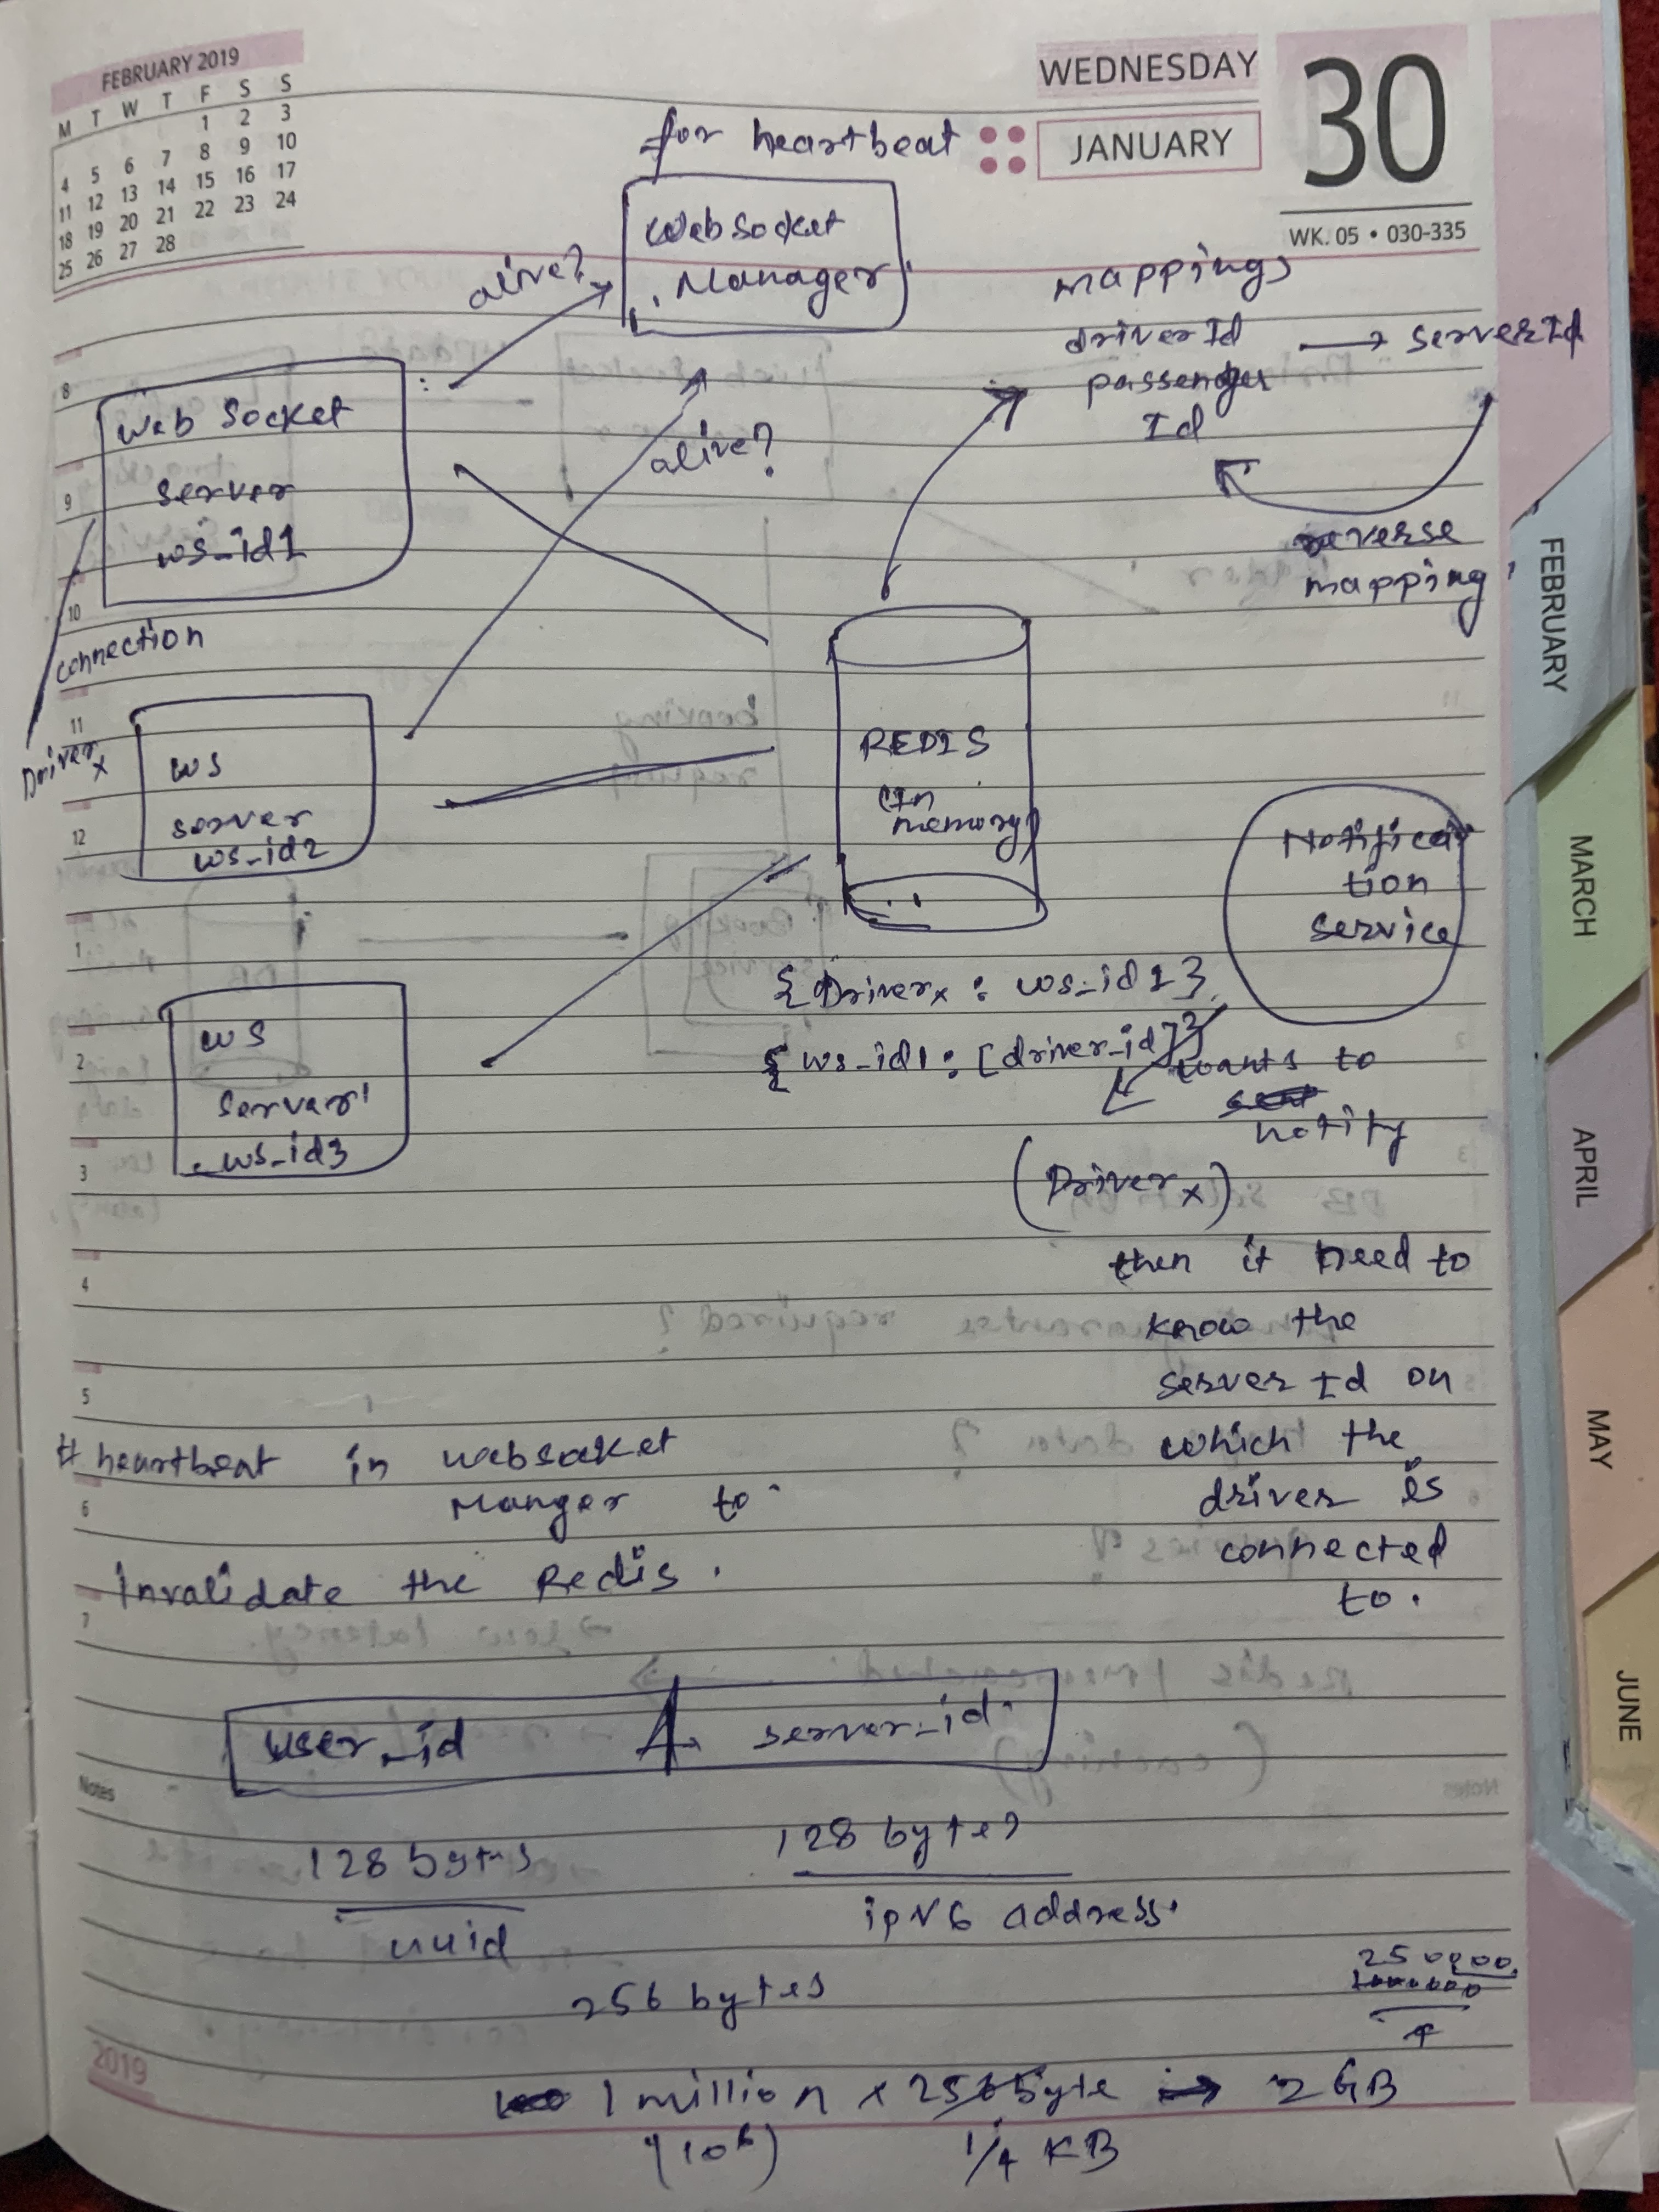 FEBRUARY 2019
M T W T F S S
1 2 3
4 5 6 7 8 9 10
11 12 13 14 15 16 17
18 19 20 21 22 23 24
25 26 27 28
WEDNESDAY
JANUARY
30
WK. 05 • 030-335
for heartbeat
Websocket
Manager
alive?
alive?
mappings
driverId → serverId
passenger
Id
reverse
mapping
Web Socket
server
ws_id1
connection
Driverx
WS
server
ws_id2
WS
Server
ws_id3
REDIS
(In
memory)
{Driverx : ws_id1}
{ws_id1 : [driver_id]}
Notifica
tion
service
wants to
notify
(Driverx)
then it need to
know the
server Id on
which the
driver is
connected
to.
# heartbeat in websocket
Manger to
Invalidate the Redis.
user_id server_id
128 bytes 128 bytes
uuid ipv6 address
256 bytes
250000
1000000
4
1 million x 256 byte → 2 GB
(10^6) 1/4 KB
8
9
10
11
12
1
2
3
4
5
6
7
Notes
2019
FEBRUARY
MARCH
APRIL
MAY
JUNE